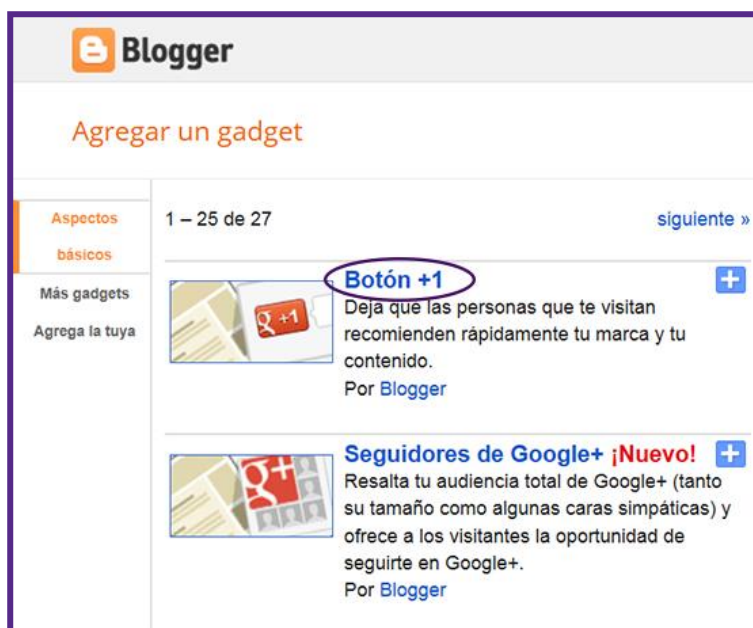 Blogger
Agregar un gadget
Aspectos
básicos
Más gadgets
Agrega la tuya
1 – 25 de 27
siguiente »
Botón +1
Deja que las personas que te visitan
recomienden rápidamente tu marca y tu
contenido.
Por Blogger
g +1
Seguidores de Google+ ¡Nuevo!
Resalta tu audiencia total de Google+ (tanto
su tamaño como algunas caras simpáticas) y
ofrece a los visitantes la oportunidad de
seguirte en Google+.
Por Blogger
g+